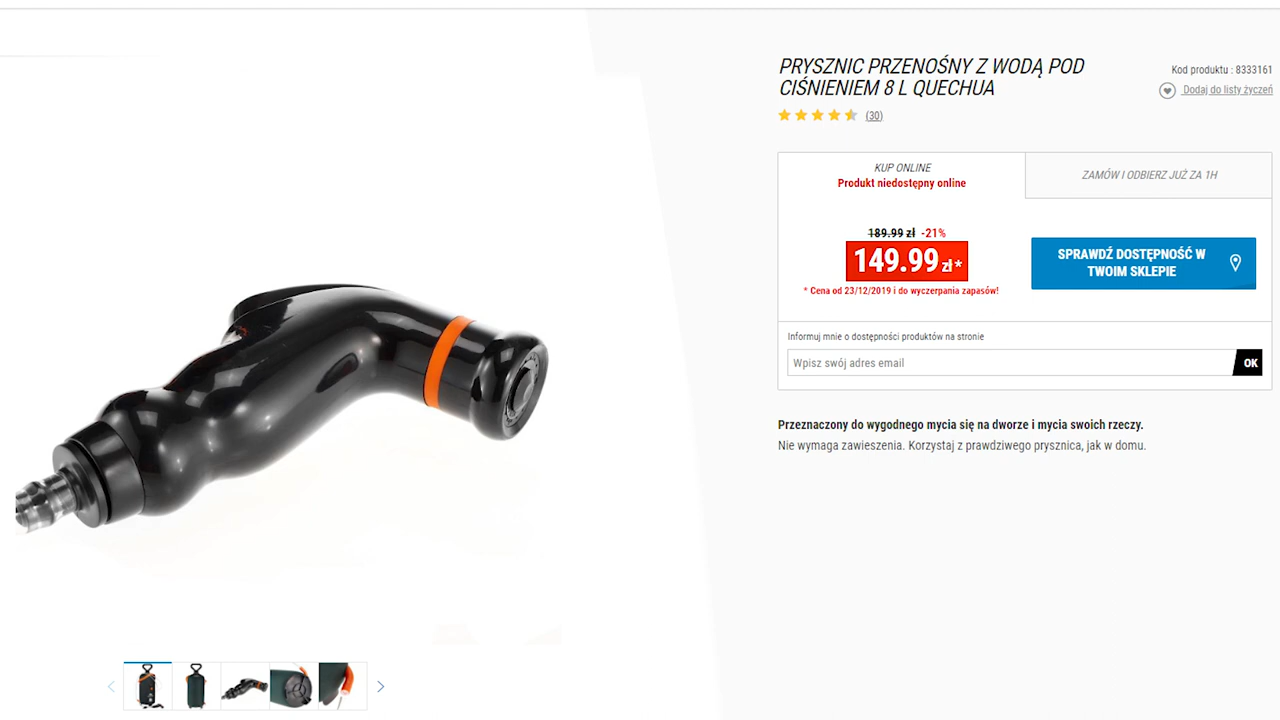 PRYSZNIC PRZENOŚNY Z WODĄ POD
CIŚNIENIEM 8 L QUECHUA
Kod produktu : 8333161
Dodaj do listy życzeń
(30)
KUP ONLINE
Produkt niedostępny online
ZAMÓW I ODBIERZ JUŻ ZA 1H
189.99 zł -21%
149.99 zł*
* Cena od 23/12/2019 i do wyczerpania zapasów!
SPRAWDŹ DOSTĘPNOŚĆ W
TWOIM SKLEPIE
Informuj mnie o dostępności produktów na stronie
Wpisz swój adres email
OK
Przeznaczony do wygodnego mycia się na dworze i mycia swoich rzeczy.
Nie wymaga zawieszenia. Korzystaj z prawdziwego prysznica, jak w domu.